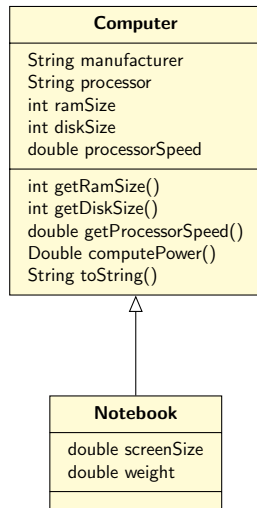 Computer
String manufacturer
String processor
int ramSize
int diskSize
double processorSpeed
int getRamSize()
int getDiskSize()
double getProcessorSpeed()
Double computePower()
String toString()
Notebook
double screenSize
double weight